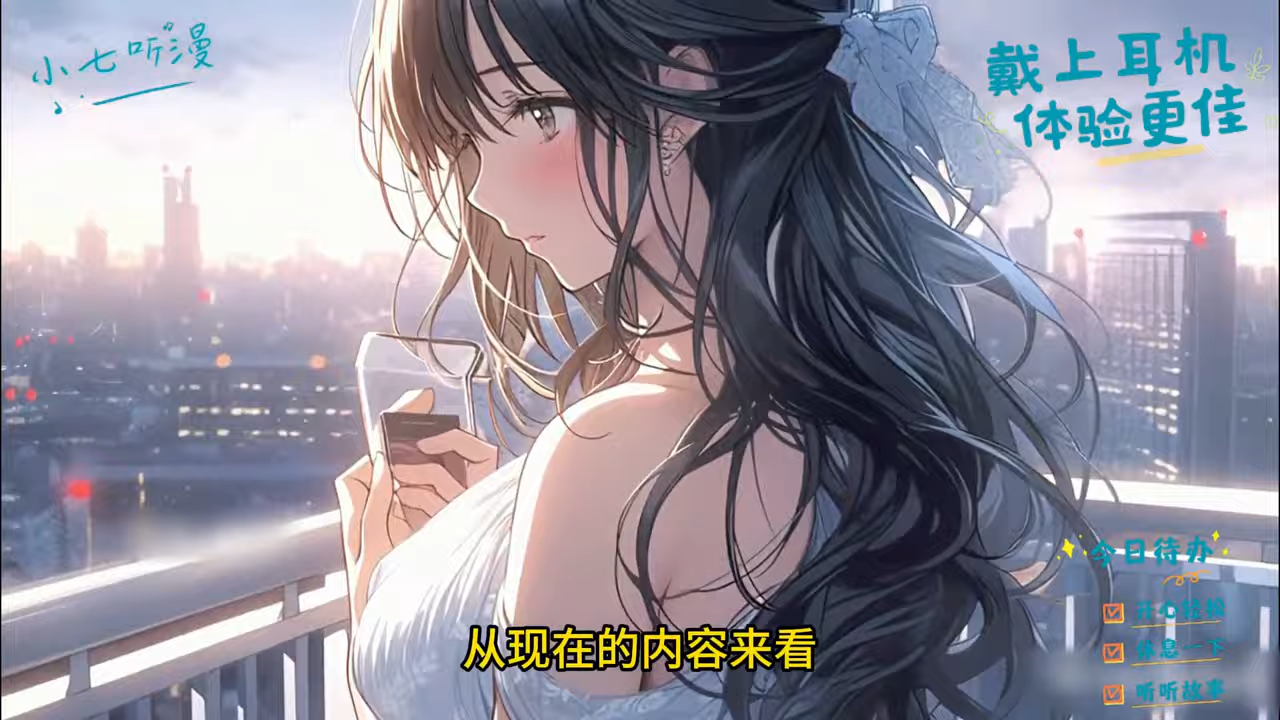 小七听漫
戴上耳机
体验更佳
今日待办
开心轻松
休息一下
听听故事
从现在的内容来看